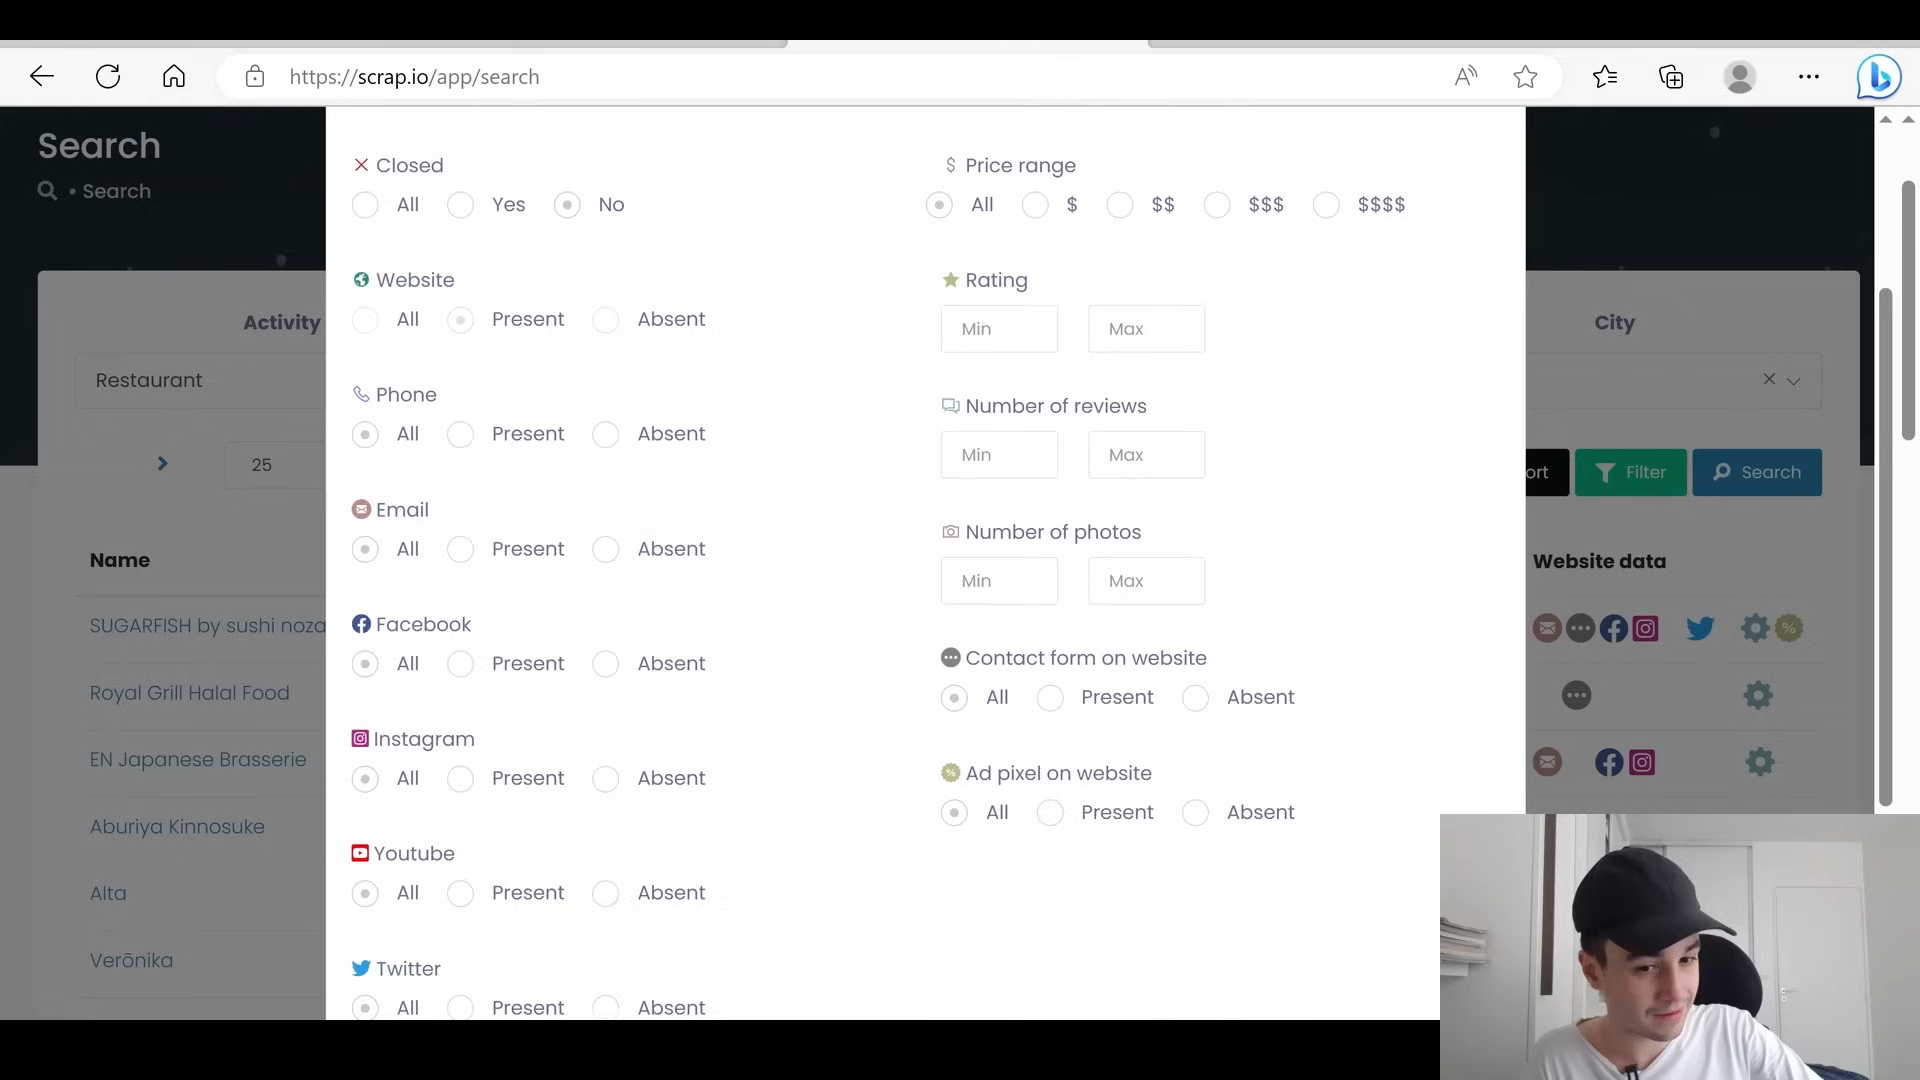 https://scrap.io/app/search
Search
• Search
Activity
City
Restaurant
25
ort
Filter
Search
Name
Website data
SUGARFISH by sushi noza
Royal Grill Halal Food
EN Japanese Brasserie
Aburiya Kinnosuke
Alta
Verōnika
Closed
All Yes No
Website
All Present Absent
Phone
All Present Absent
Email
All Present Absent
Facebook
All Present Absent
Instagram
All Present Absent
Youtube
All Present Absent
Twitter
All Present Absent
$ Price range
All $ $$ $$$ $$$$
Rating
Min Max
Number of reviews
Min Max
Number of photos
Min Max
Contact form on website
All Present Absent
Ad pixel on website
All Present Absent